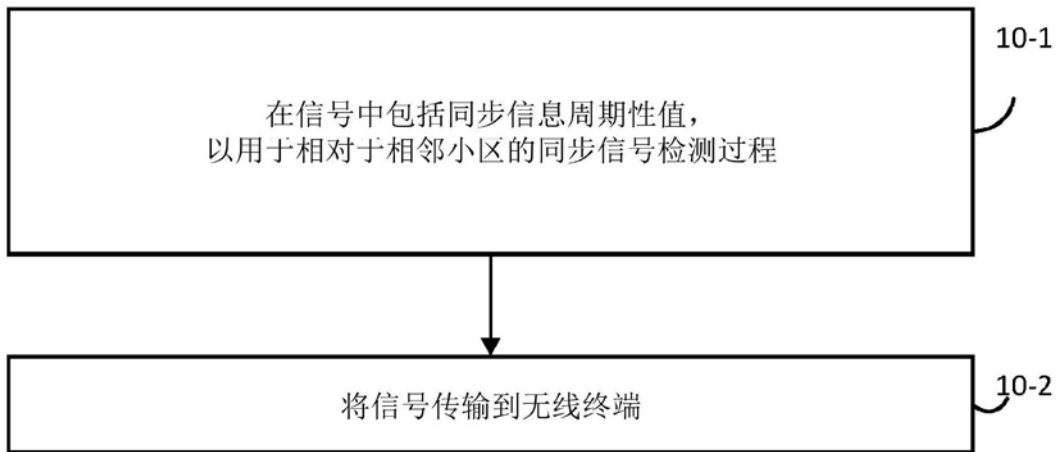 10-1
在信号中包括同步信息周期性值，
以用于相对于相邻小区的同步信号检测过程
10-2
将信号传输到无线终端